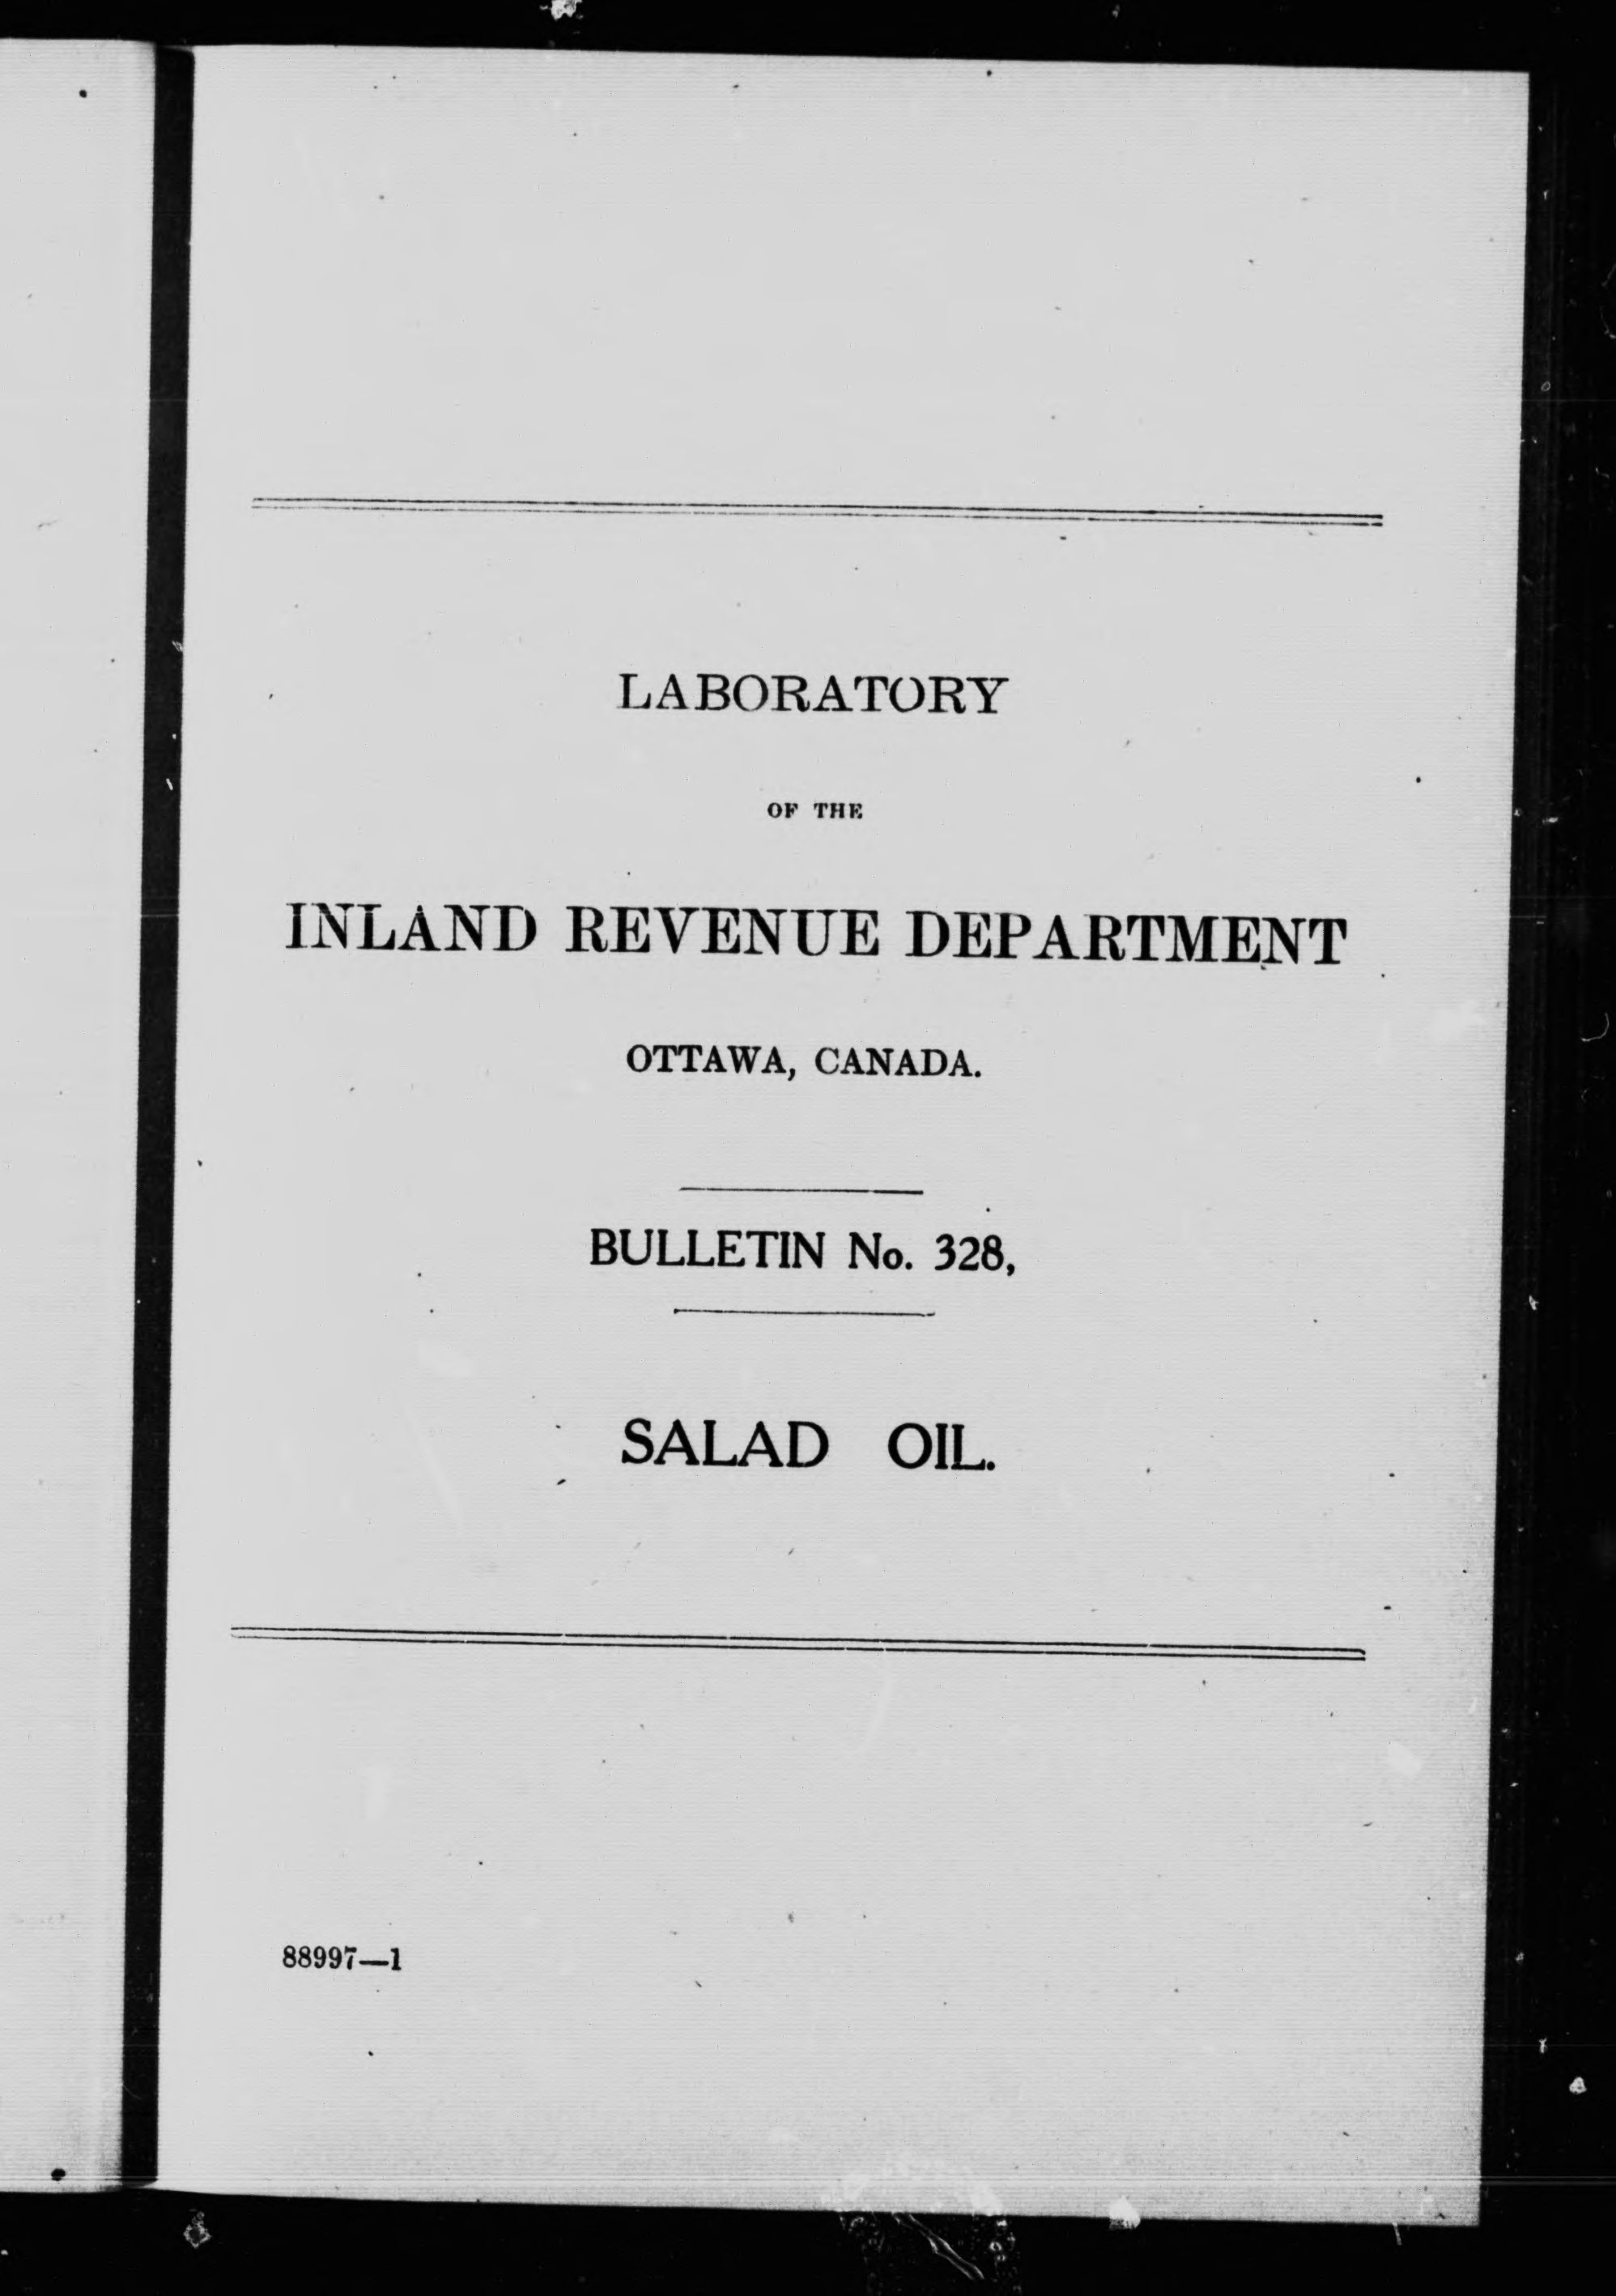 LABORATORY
OF THE
INLAND REVENUE DEPARTMENT
OTTAWA, CANADA.
BULLETIN No. 328,
SALAD OIL.
88997—1